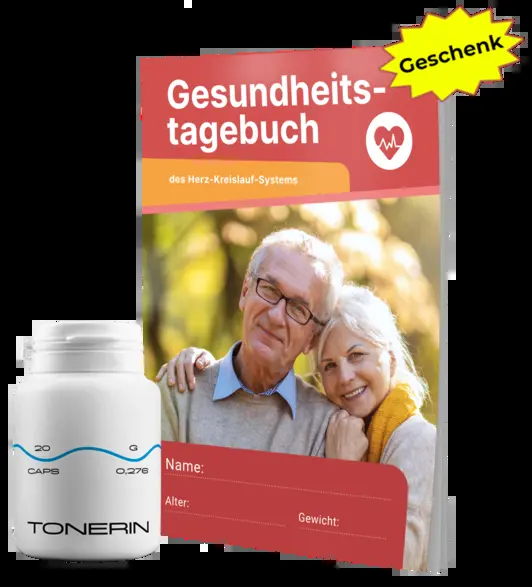 Geschenk
Gesundheits-
tagebuch
des Herz-Kreislauf-Systems
Name:
Alter:
Gewicht:
20 G
CAPS 0,276
TONERIN